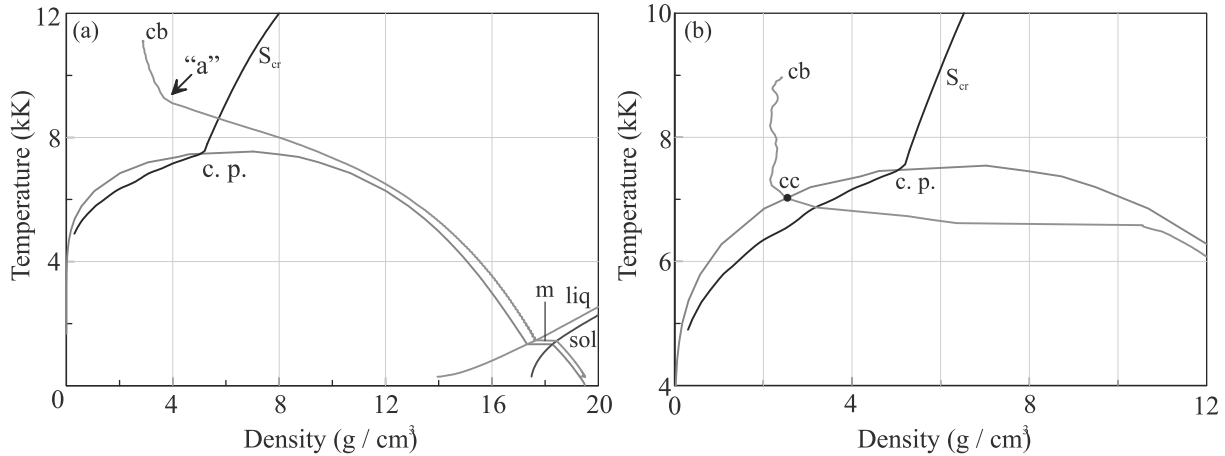 (a)
cb
"a"
S_cr
c. p.
m
liq
sol
12
8
4
0
4
8
12
16
20
Temperature (kK)
Density (g / cm³)
(b)
cb
S_cr
cc
c. p.
10
8
6
4
0
4
8
12
Temperature (kK)
Density (g / cm³)